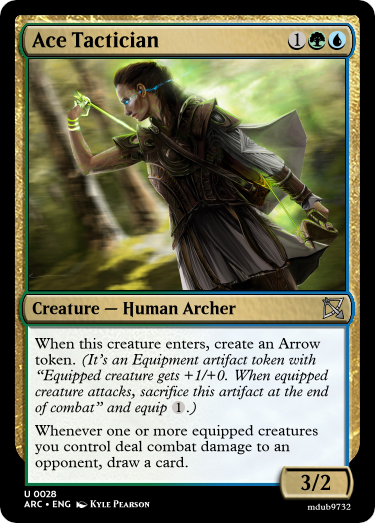 Ace Tactician 1
Creature — Human Archer
When this creature enters, create an Arrow
token. (It's an Equipment artifact token with
“Equipped creature gets +1/+0. When equipped
creature attacks, sacrifice this artifact at the end
of combat” and equip 1.)
Whenever one or more equipped creatures
you control deal combat damage to an
opponent, draw a card.
3/2
U 0028
ARC • ENG Kyle Pearson
mdub9732